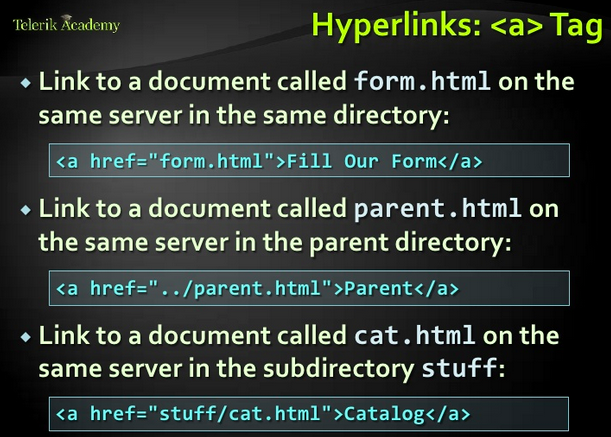 Telerik Academy
Hyperlinks: <a> Tag
Link to a document called form.html on the
same server in the same directory:
<a href="form.html">Fill Our Form</a>
Link to a document called parent.html on
the same server in the parent directory:
<a href="../parent.html">Parent</a>
Link to a document called cat.html on the
same server in the subdirectory stuff:
<a href="stuff/cat.html">Catalog</a>